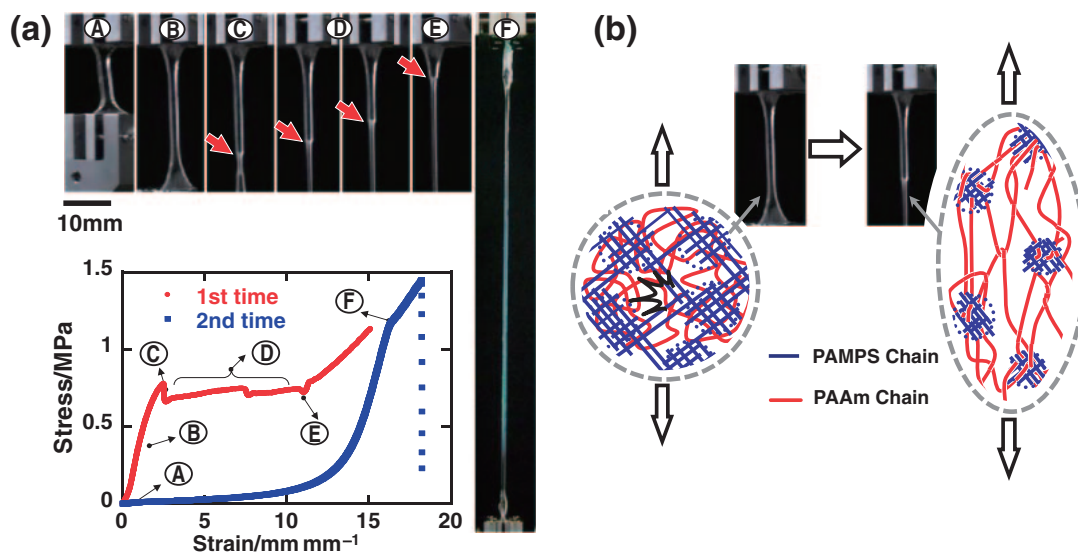 (a)
A B C D E F
10mm
1.5
1
0.5
0
Stress/MPa
1st time
2nd time
C
D
F
B
E
A
0 5 10 15 20
Strain/mm mm⁻¹
(b)
PAMPS Chain
PAAm Chain